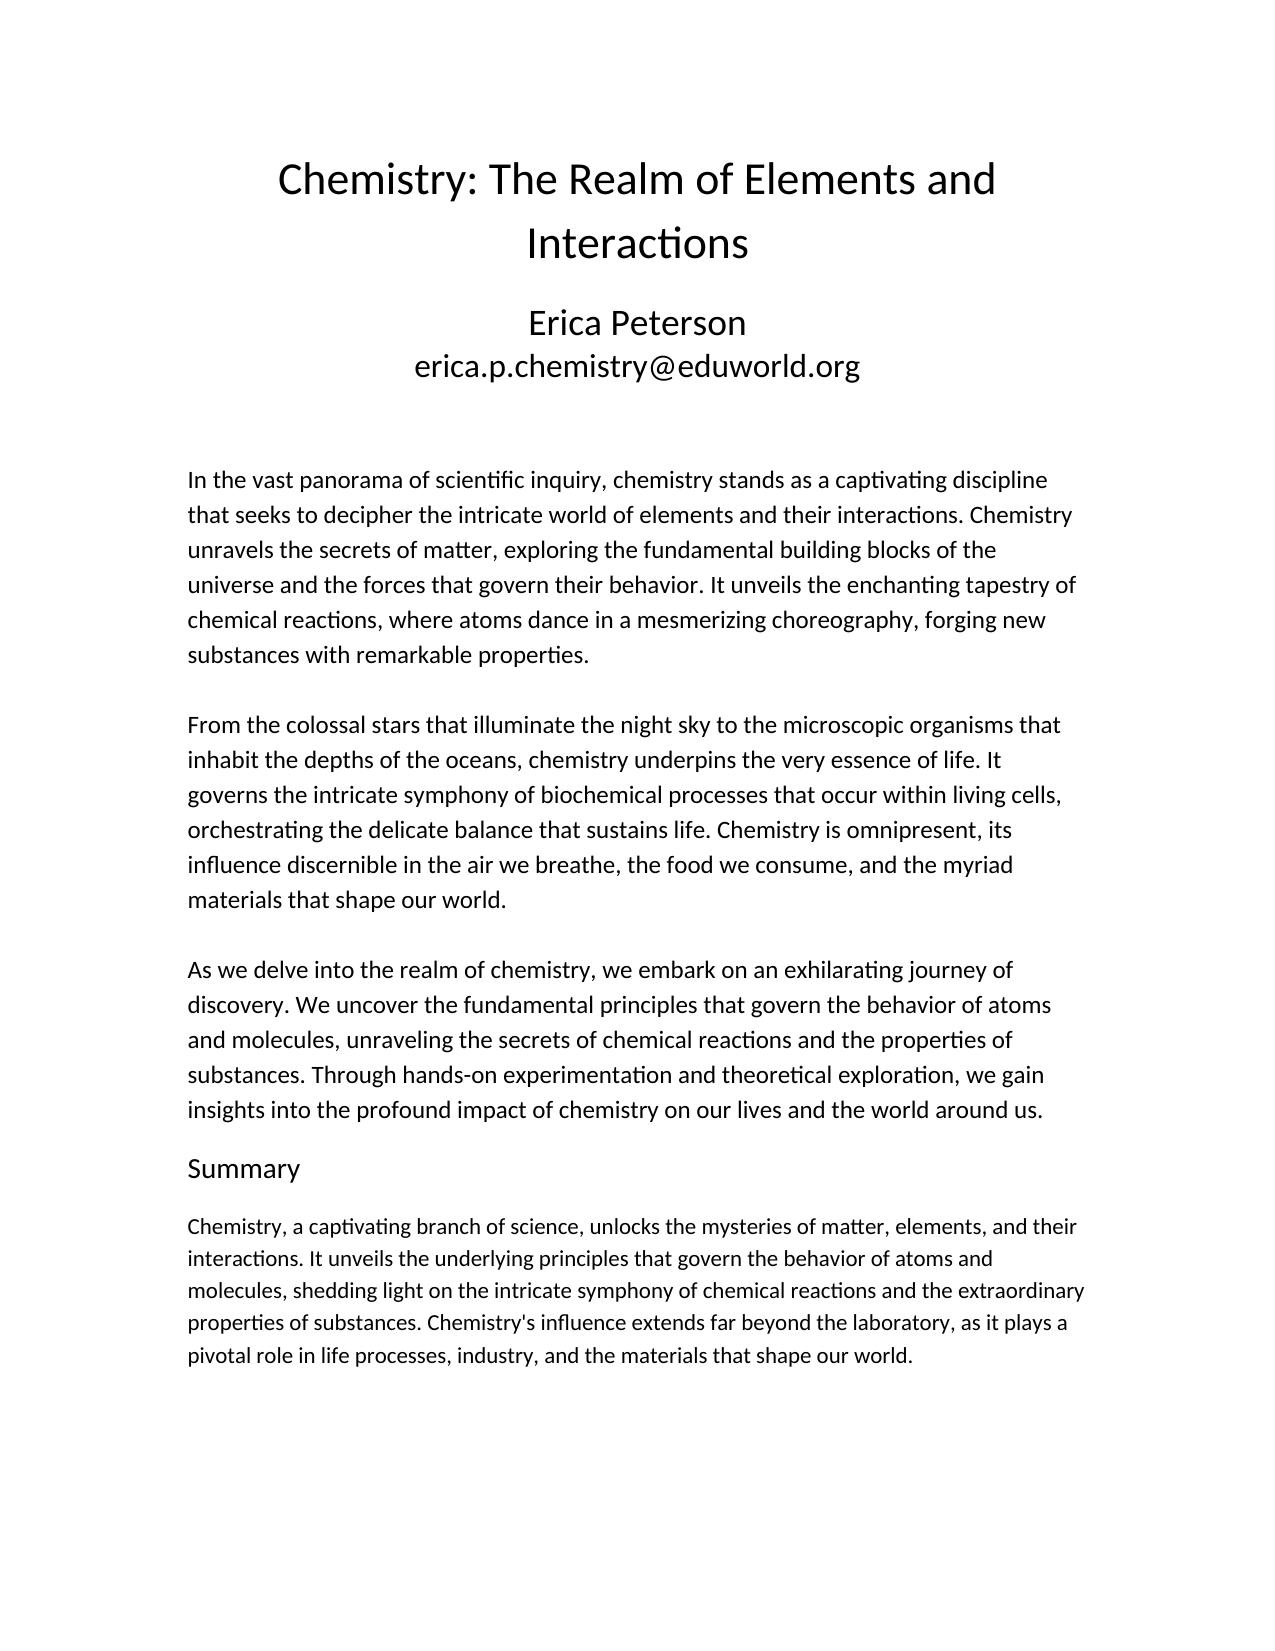 Chemistry: The Realm of Elements and
Interactions
Erica Peterson
erica.p.chemistry@eduworld.org
In the vast panorama of scientific inquiry, chemistry stands as a captivating discipline
that seeks to decipher the intricate world of elements and their interactions. Chemistry
unravels the secrets of matter, exploring the fundamental building blocks of the
universe and the forces that govern their behavior. It unveils the enchanting tapestry of
chemical reactions, where atoms dance in a mesmerizing choreography, forging new
substances with remarkable properties.
From the colossal stars that illuminate the night sky to the microscopic organisms that
inhabit the depths of the oceans, chemistry underpins the very essence of life. It
governs the intricate symphony of biochemical processes that occur within living cells,
orchestrating the delicate balance that sustains life. Chemistry is omnipresent, its
influence discernible in the air we breathe, the food we consume, and the myriad
materials that shape our world.
As we delve into the realm of chemistry, we embark on an exhilarating journey of
discovery. We uncover the fundamental principles that govern the behavior of atoms
and molecules, unraveling the secrets of chemical reactions and the properties of
substances. Through hands-on experimentation and theoretical exploration, we gain
insights into the profound impact of chemistry on our lives and the world around us.
Summary
Chemistry, a captivating branch of science, unlocks the mysteries of matter, elements, and their
interactions. It unveils the underlying principles that govern the behavior of atoms and
molecules, shedding light on the intricate symphony of chemical reactions and the extraordinary
properties of substances. Chemistry's influence extends far beyond the laboratory, as it plays a
pivotal role in life processes, industry, and the materials that shape our world.